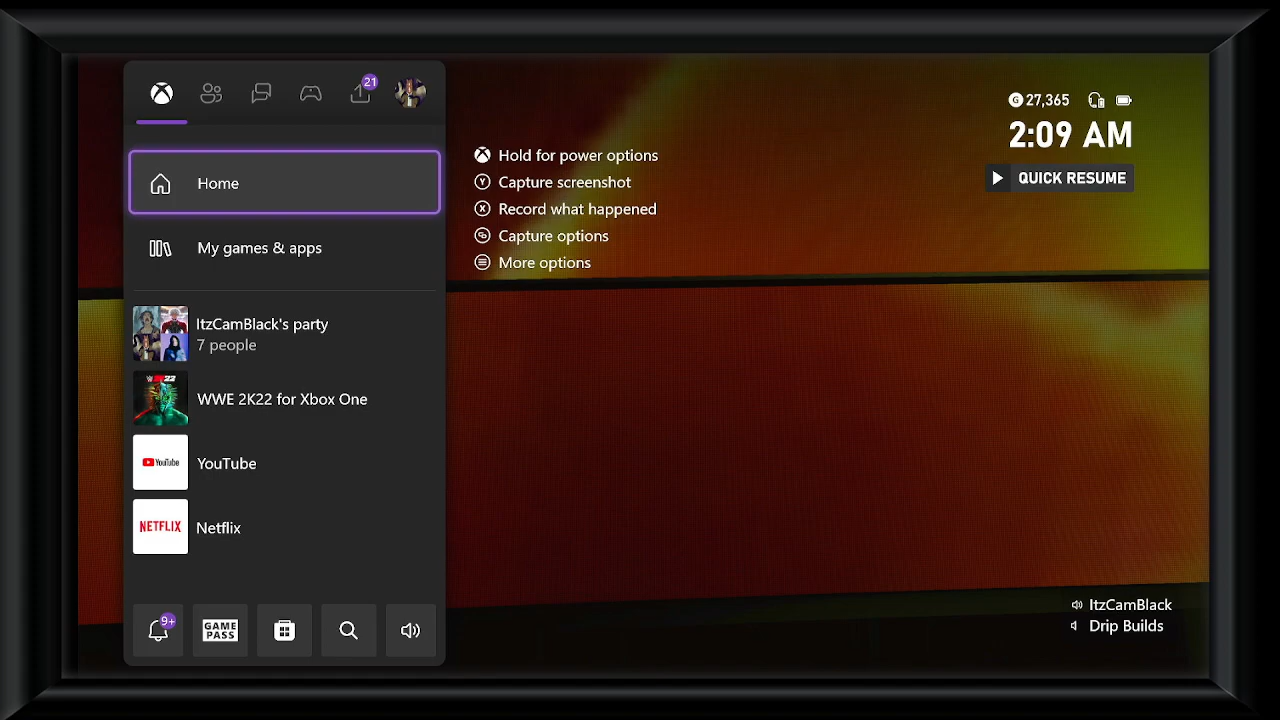 21
Home
My games & apps
ItzCamBlack's party
7 people
WWE 2K22 for Xbox One
YouTube
YouTube
NETFLIX
Netflix
9+
GAME
PASS
Hold for power options
Y Capture screenshot
X Record what happened
Capture options
More options
G 27,365
2:09 AM
QUICK RESUME
ItzCamBlack
Drip Builds